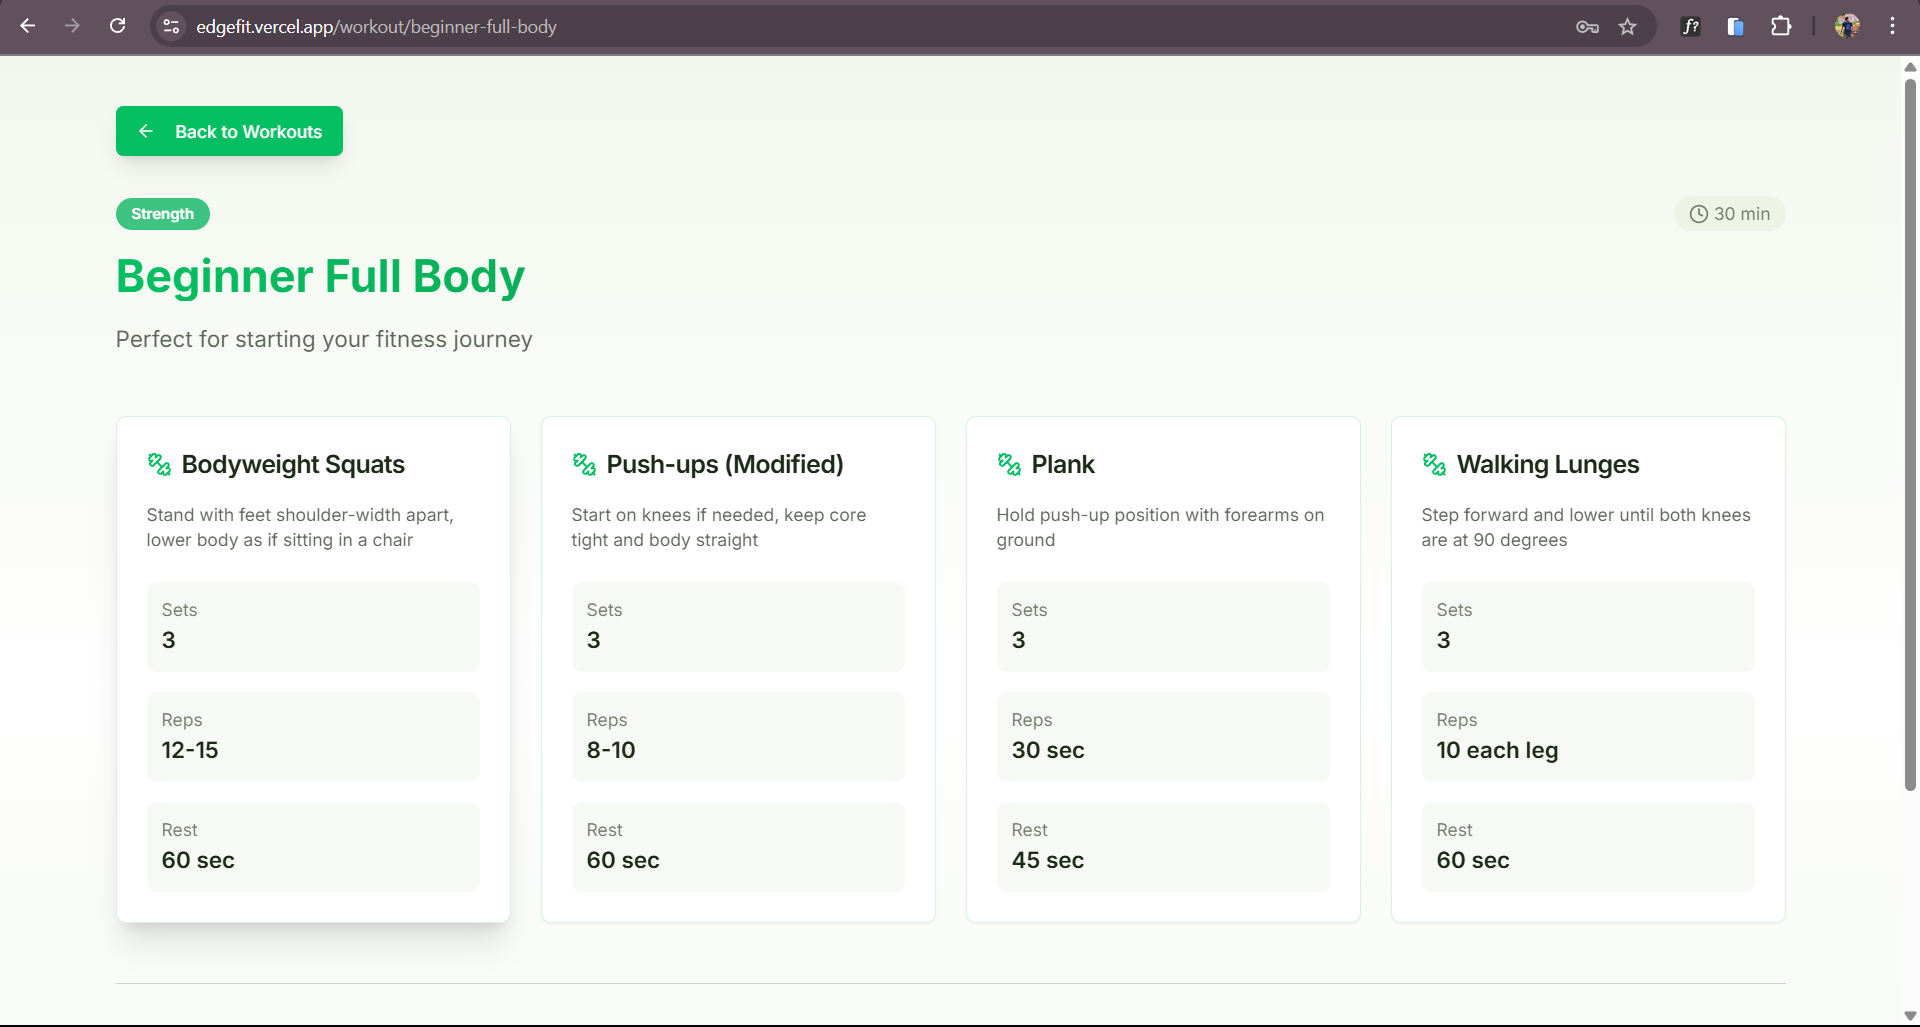 edgefit.vercel.app/workout/beginner-full-body
f?
Back to Workouts
Strength
30 min
Beginner Full Body
Perfect for starting your fitness journey
Bodyweight Squats
Stand with feet shoulder-width apart,
lower body as if sitting in a chair
Sets
3
Reps
12-15
Rest
60 sec
Push-ups (Modified)
Start on knees if needed, keep core
tight and body straight
Sets
3
Reps
8-10
Rest
60 sec
Plank
Hold push-up position with forearms on
ground
Sets
3
Reps
30 sec
Rest
45 sec
Walking Lunges
Step forward and lower until both knees
are at 90 degrees
Sets
3
Reps
10 each leg
Rest
60 sec